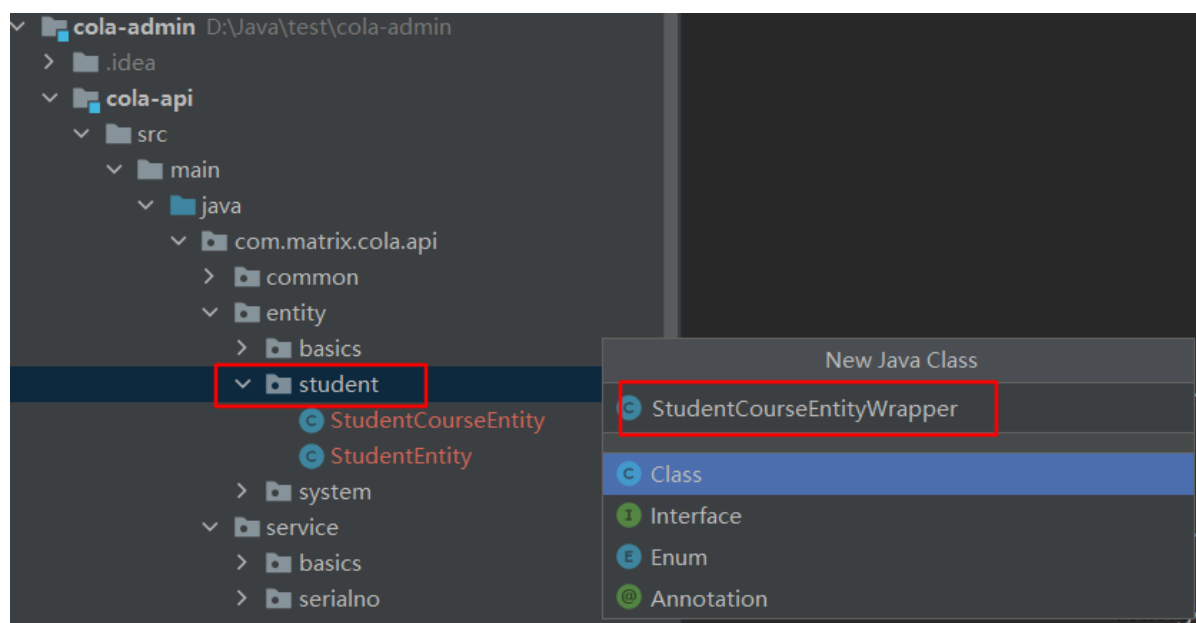 cola-admin D:\Java\test\cola-admin
.idea
cola-api
src
main
java
com.matrix.cola.api
common
entity
basics
student
StudentCourseEntity
StudentEntity
system
service
basics
serialno
New Java Class
C StudentCourseEntityWrapper
C Class
I Interface
E Enum
@ Annotation